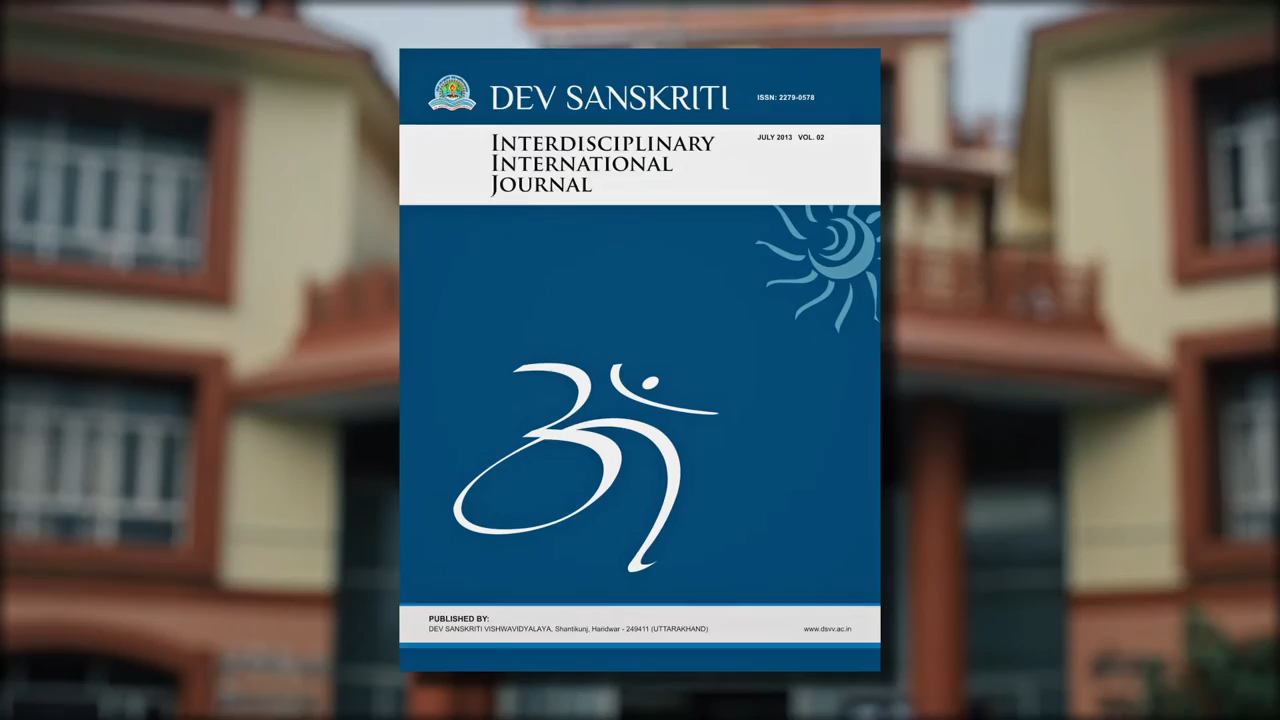 DEV SANSKRITI
ISSN: 2279-0578
INTERDISCIPLINARY
INTERNATIONAL
JOURNAL
JULY 2013 VOL. 02
ॐ
PUBLISHED BY:
DEV SANSKRITI VISHWAVIDYALAYA, Shantikunj, Haridwar - 249411 (UTTARAKHAND)
www.dsvv.ac.in